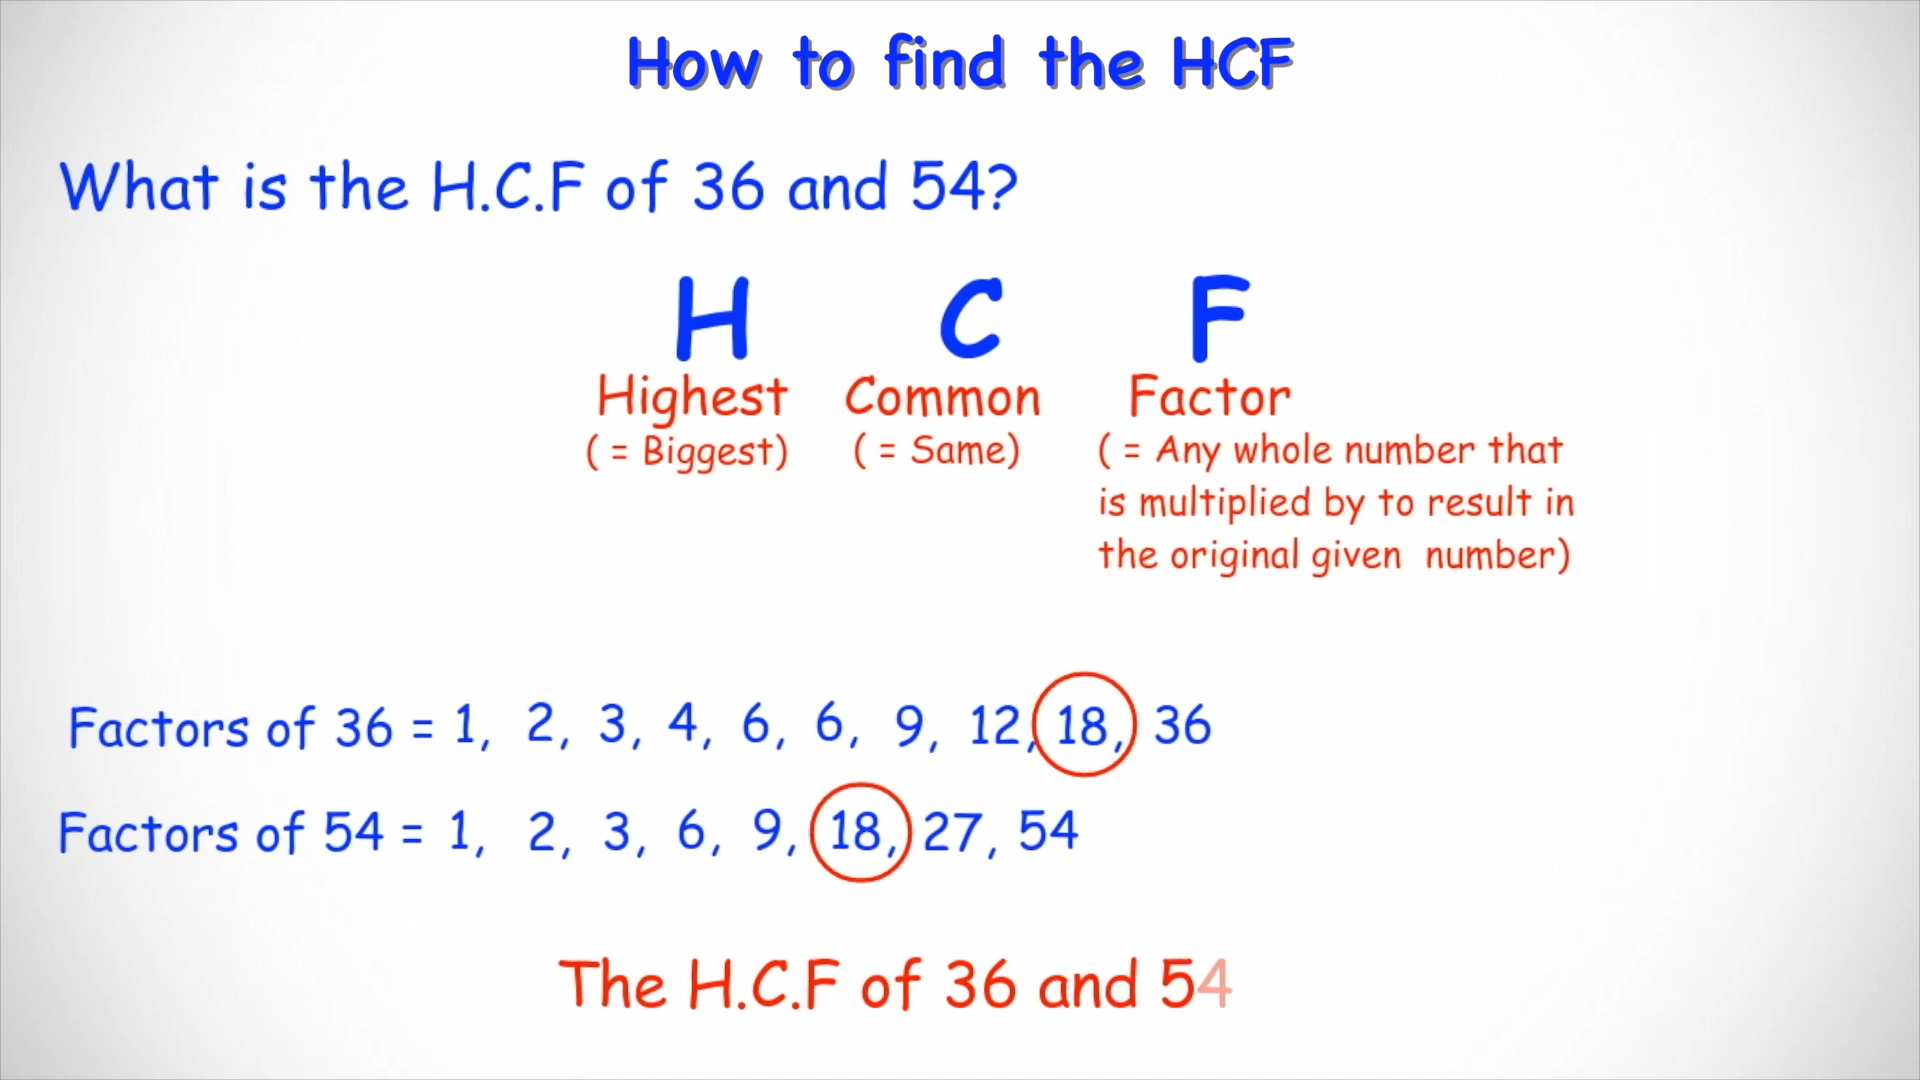 How to find the HCF
What is the H.C.F of 36 and 54?
H C F
Highest Common Factor
( = Biggest) ( = Same) ( = Any whole number that
is multiplied by to result in
the original given number)
Factors of 36 = 1, 2, 3, 4, 6, 6, 9, 12, 18, 36
Factors of 54 = 1, 2, 3, 6, 9, 18, 27, 54
The H.C.F of 36 and 54